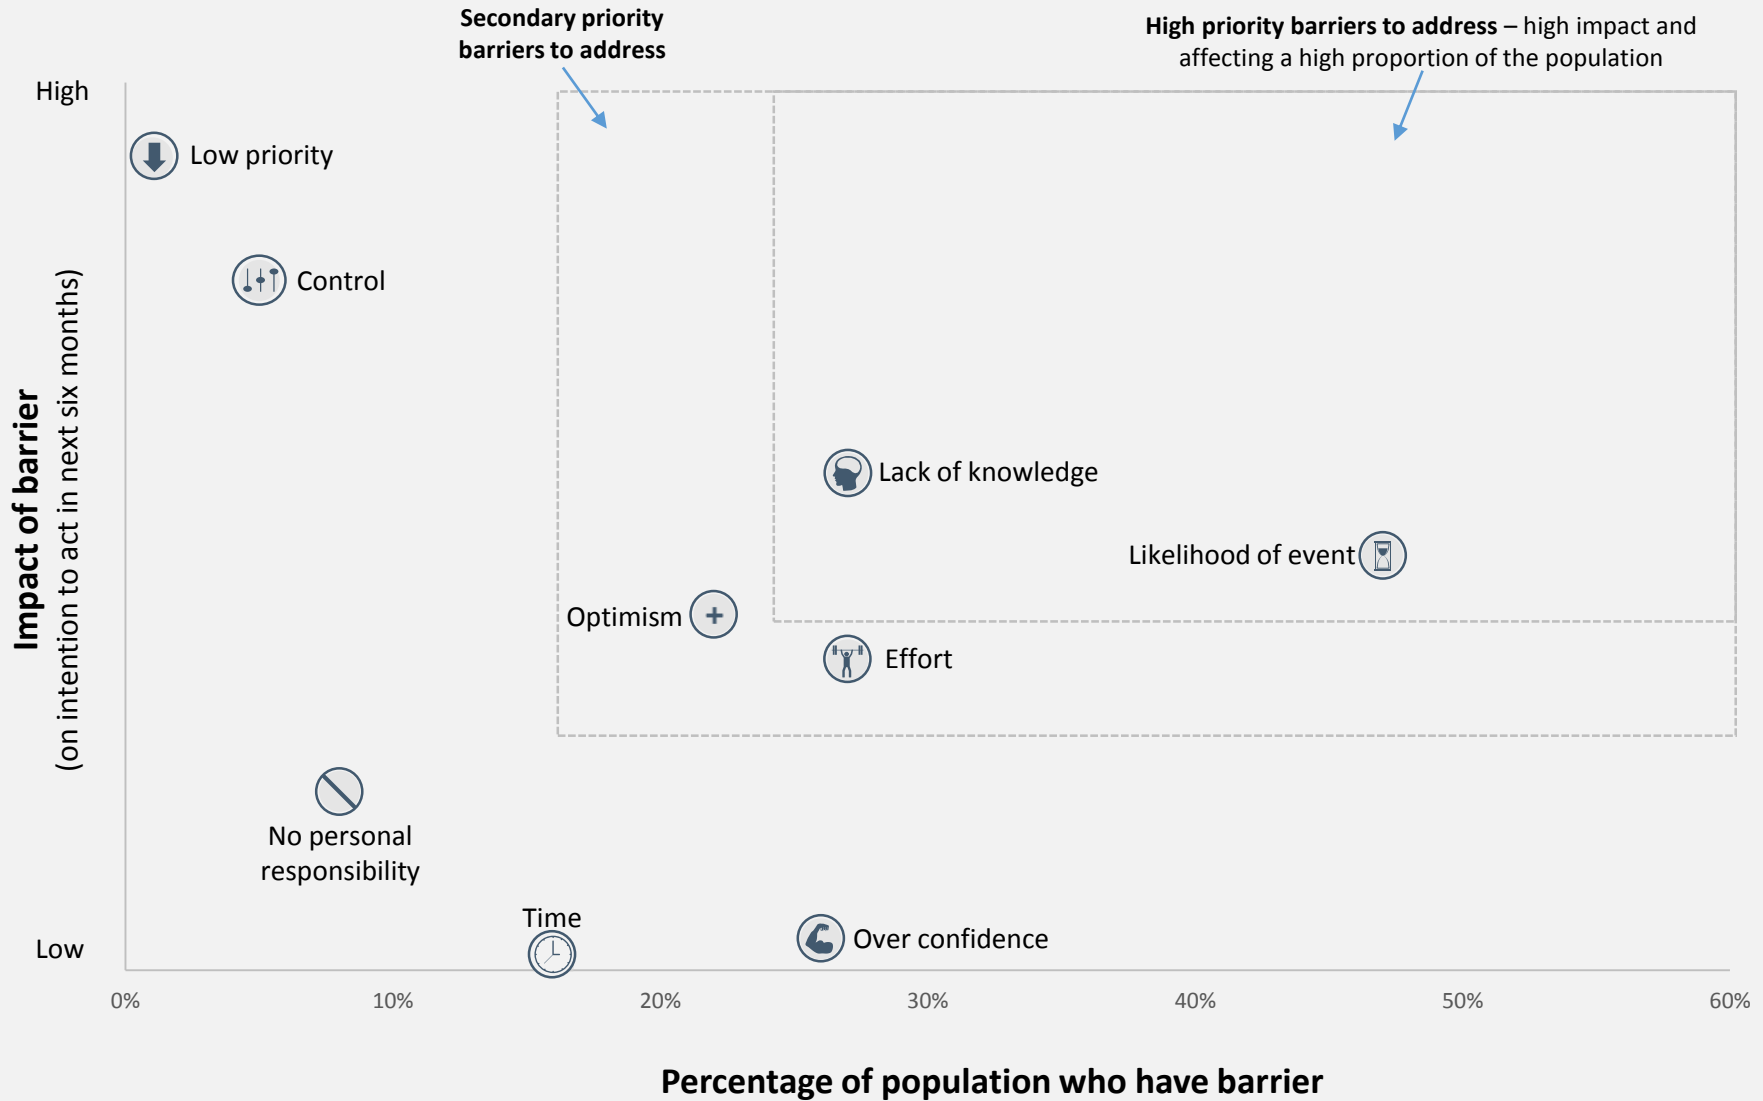 Secondary priority
barriers to address
High priority barriers to address – high impact and
affecting a high proportion of the population
High
Low priority
Control
Impact of barrier
(on intention to act in next six months)
Lack of knowledge
Likelihood of event
Optimism
Effort
No personal
responsibility
Time
Over confidence
Low
0% 10% 20% 30% 40% 50% 60%
Percentage of population who have barrier